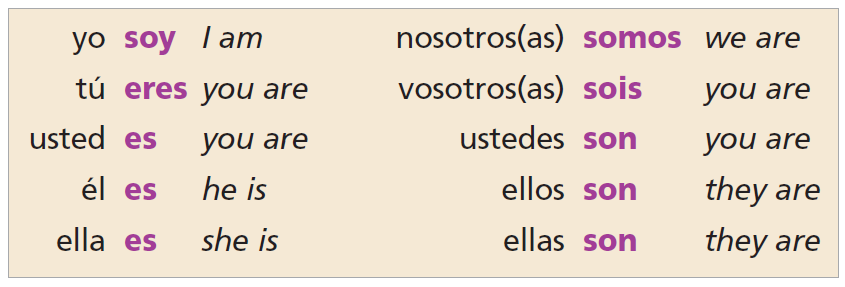 yo soy I am nosotros(as) somos we are
tú eres you are vosotros(as) sois you are
usted es you are ustedes son you are
él es he is ellos son they are
ella es she is ellas son they are